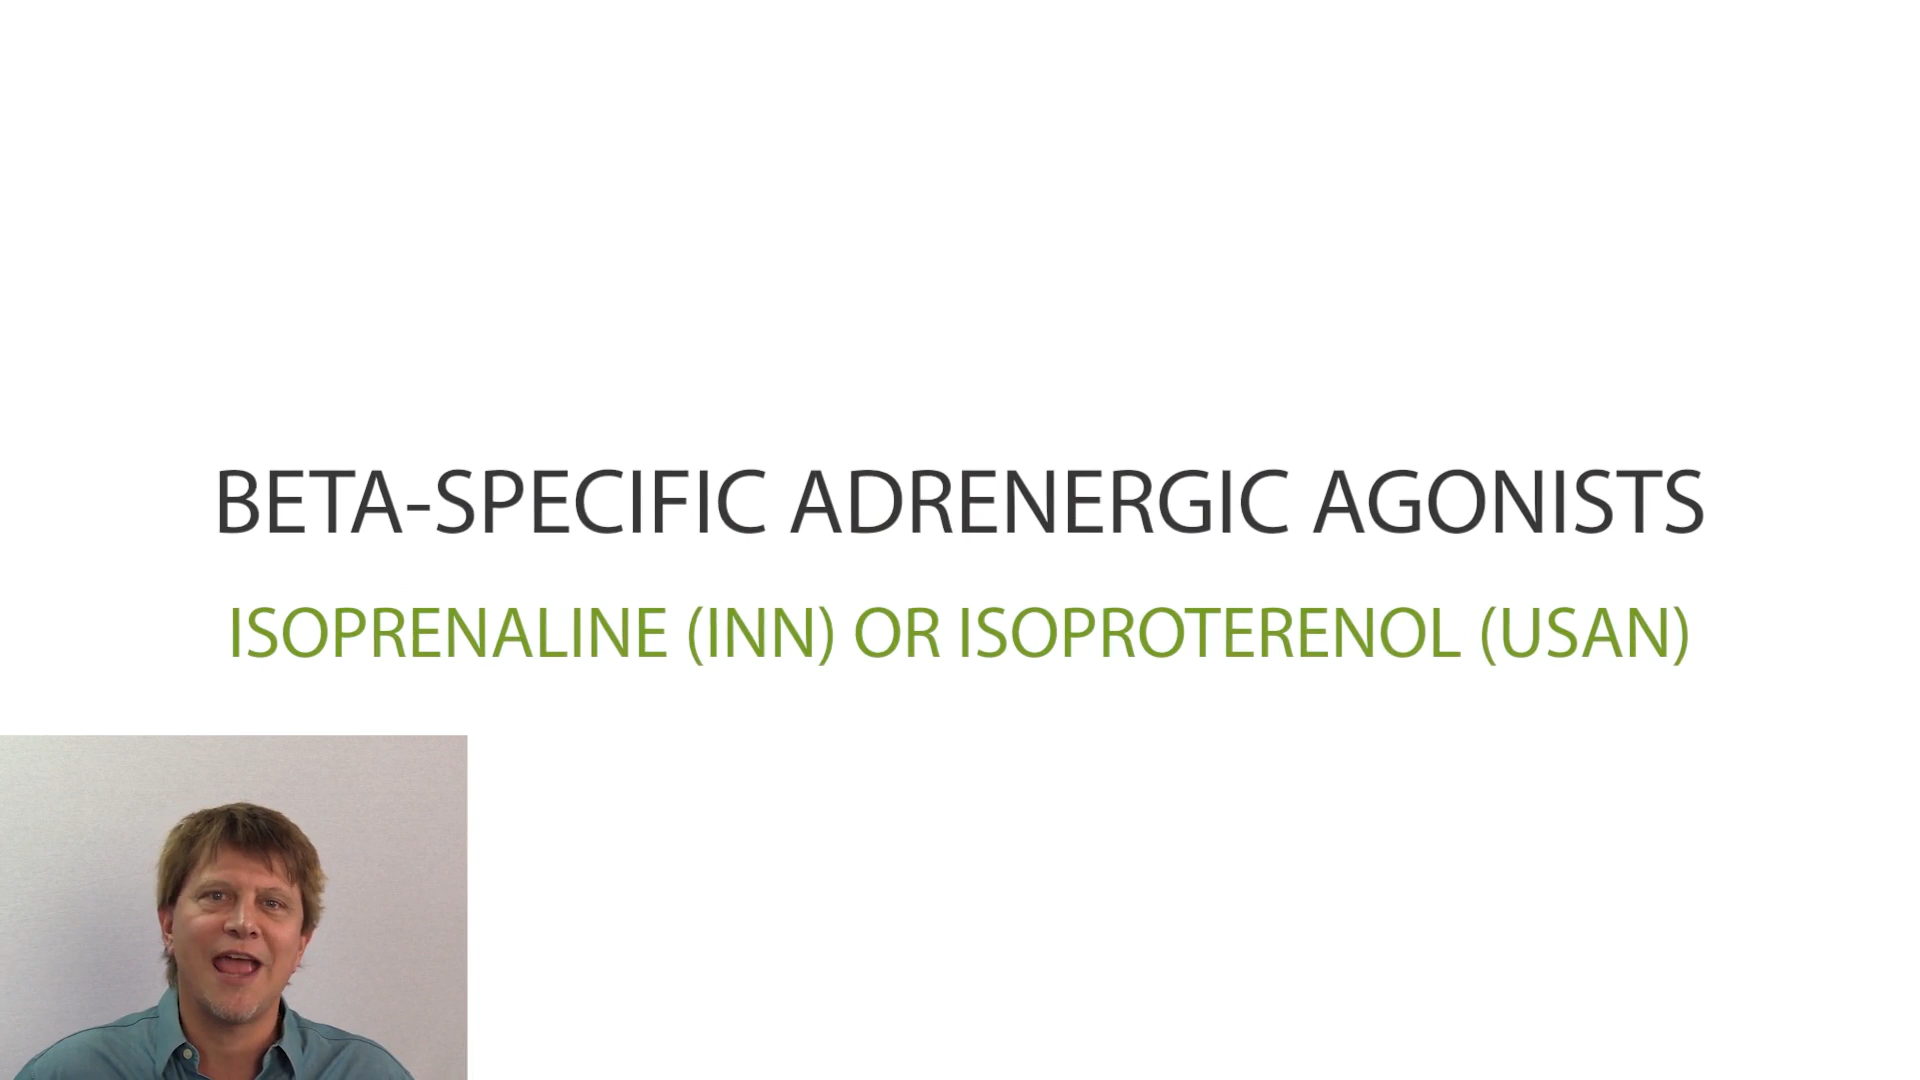 BETA-SPECIFIC ADRENERGIC AGONISTS
ISOPRENALINE (INN) OR ISOPROTERENOL (USAN)